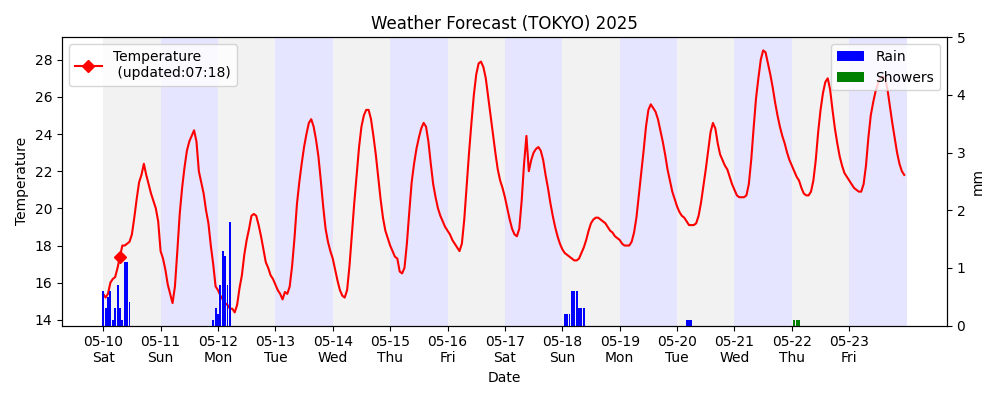 Weather Forecast (TOKYO) 2025
Temperature
(updated:07:18)
Rain
Showers
Temperature
28
26
24
22
20
18
16
14
5
4
3
2
1
0
mm
05-10 05-11 05-12 05-13 05-14 05-15 05-16 05-17 05-18 05-19 05-20 05-21 05-22 05-23
Sat Sun Mon Tue Wed Thu Fri Sat Sun Mon Tue Wed Thu Fri
Date